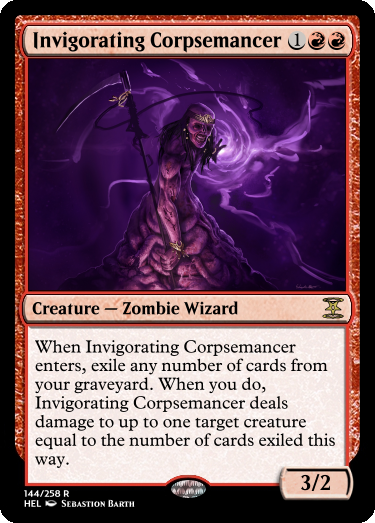 Invigorating Corpsemancer 1
Creature — Zombie Wizard
When Invigorating Corpsemancer
enters, exile any number of cards from
your graveyard. When you do,
Invigorating Corpsemancer deals
damage to up to one target creature
equal to the number of cards exiled this
way.
3/2
144/258 R
HEL Sebastian Barth